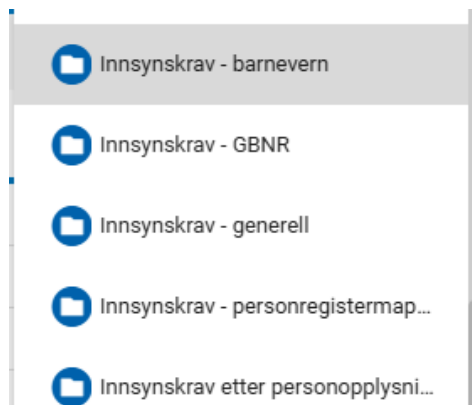 Innsynskrav - barnevern
Innsynskrav - GBNR
Innsynskrav - generell
Innsynskrav - personregistermap...
Innsynskrav etter personopplysni...